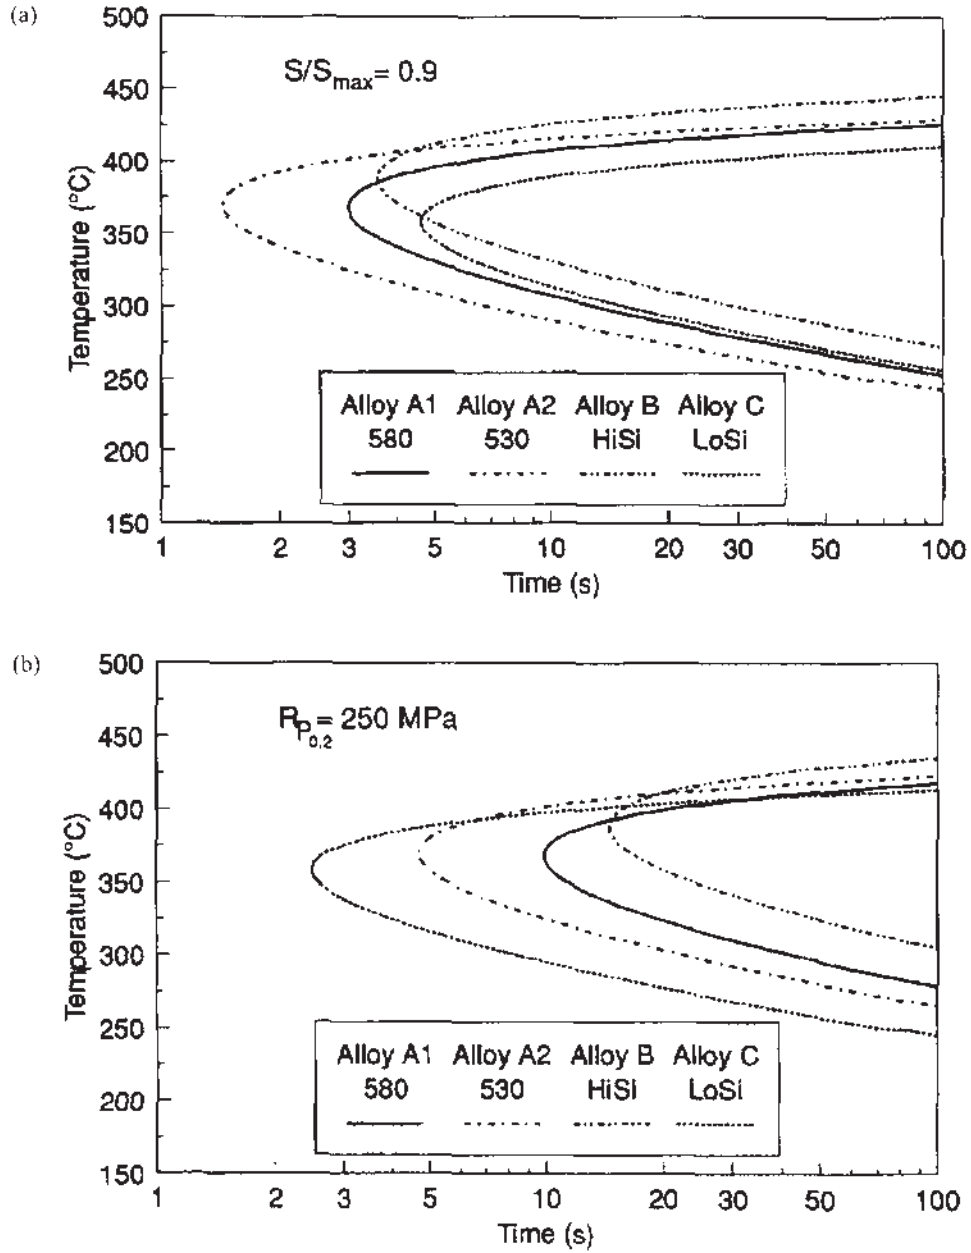 (a)
500
450
400
350
300
250
200
150
Temperature (°C)
S/Smax= 0.9
Alloy A1 Alloy A2 Alloy B Alloy C
580 530 HiSi LoSi
1 2 3 5 10 20 30 50 100
Time (s)
(b)
500
450
400
350
300
250
200
150
Temperature (°C)
RP0,2= 250 MPa
Alloy A1 Alloy A2 Alloy B Alloy C
580 530 HiSi LoSi
1 2 3 5 10 20 30 50 100
Time (s)